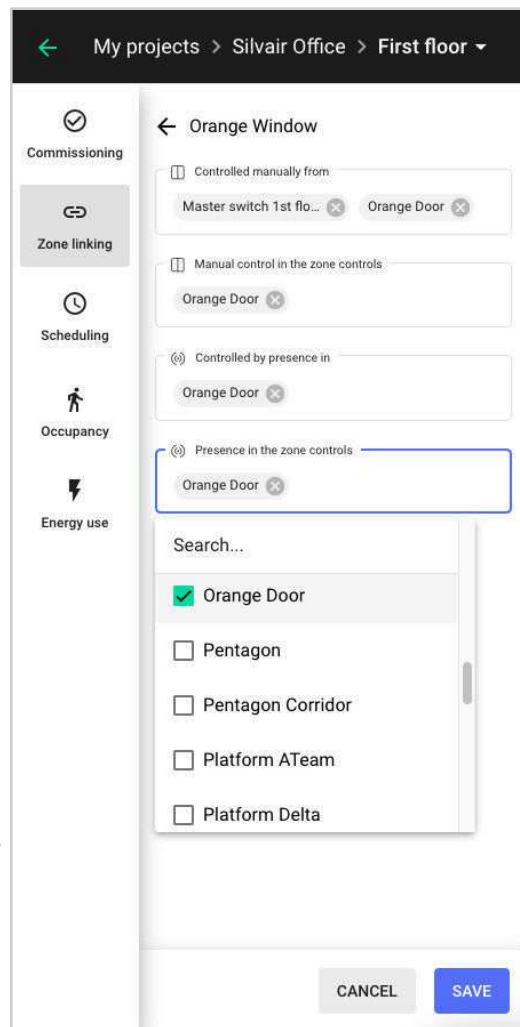 My projects > Silvair Office > First floor
Commissioning
Zone linking
Scheduling
Occupancy
Energy use
Orange Window
Controlled manually from
Master switch 1st flo... Orange Door
Manual control in the zone controls
Orange Door
Controlled by presence in
Orange Door
Presence in the zone controls
Orange Door
Search...
Orange Door
Pentagon
Pentagon Corridor
Platform ATeam
Platform Delta
CANCEL SAVE